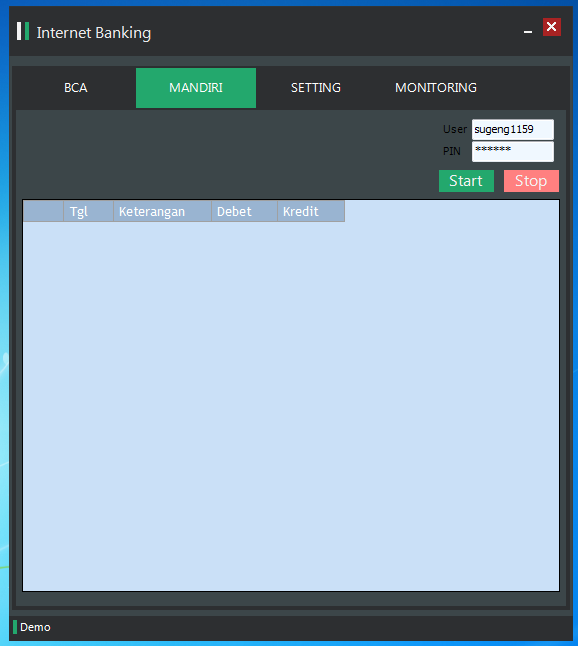 Internet Banking
BCA MANDIRI SETTING MONITORING
User sugeng1159
PIN ******
Start Stop
Tgl Keterangan Debet Kredit
Demo